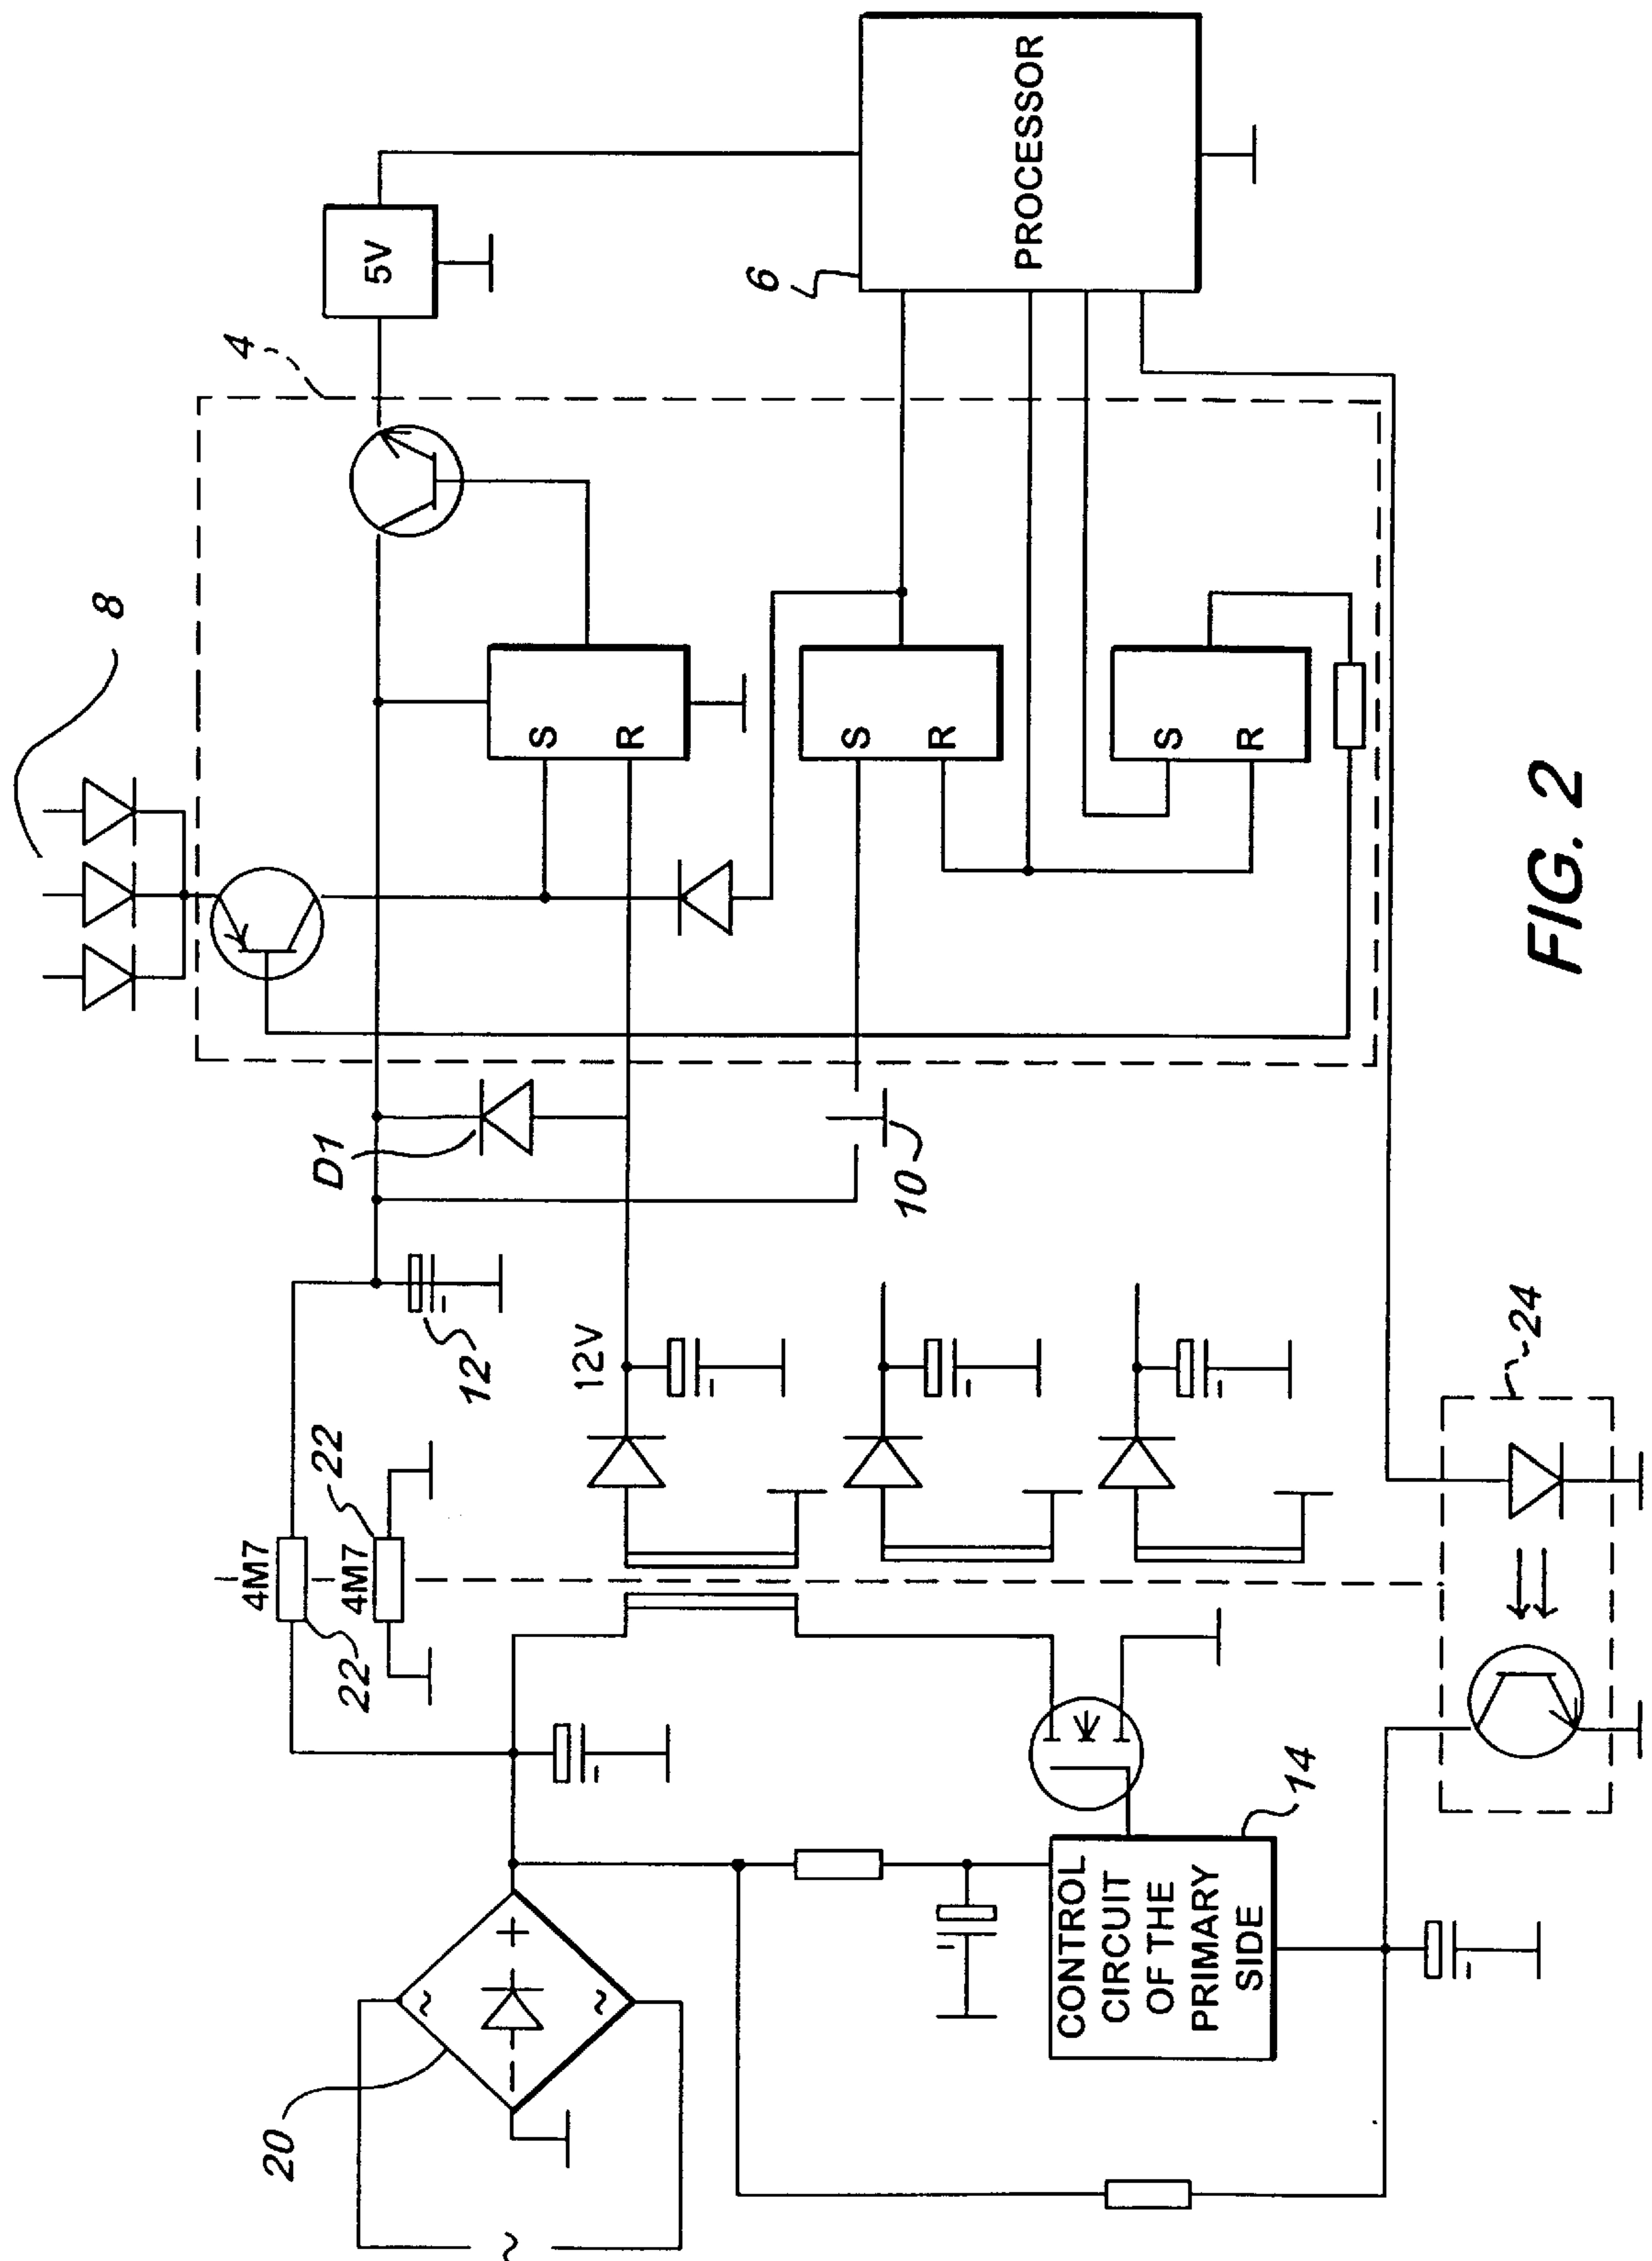 8
4
5V
6
PROCESSOR
S
R
S
R
S
R
D1
10
12
12V
4M7
22
4M7
22
20
~
~
+
~
14
CONTROL
CIRCUIT
OF THE
PRIMARY
SIDE
24
FIG. 2